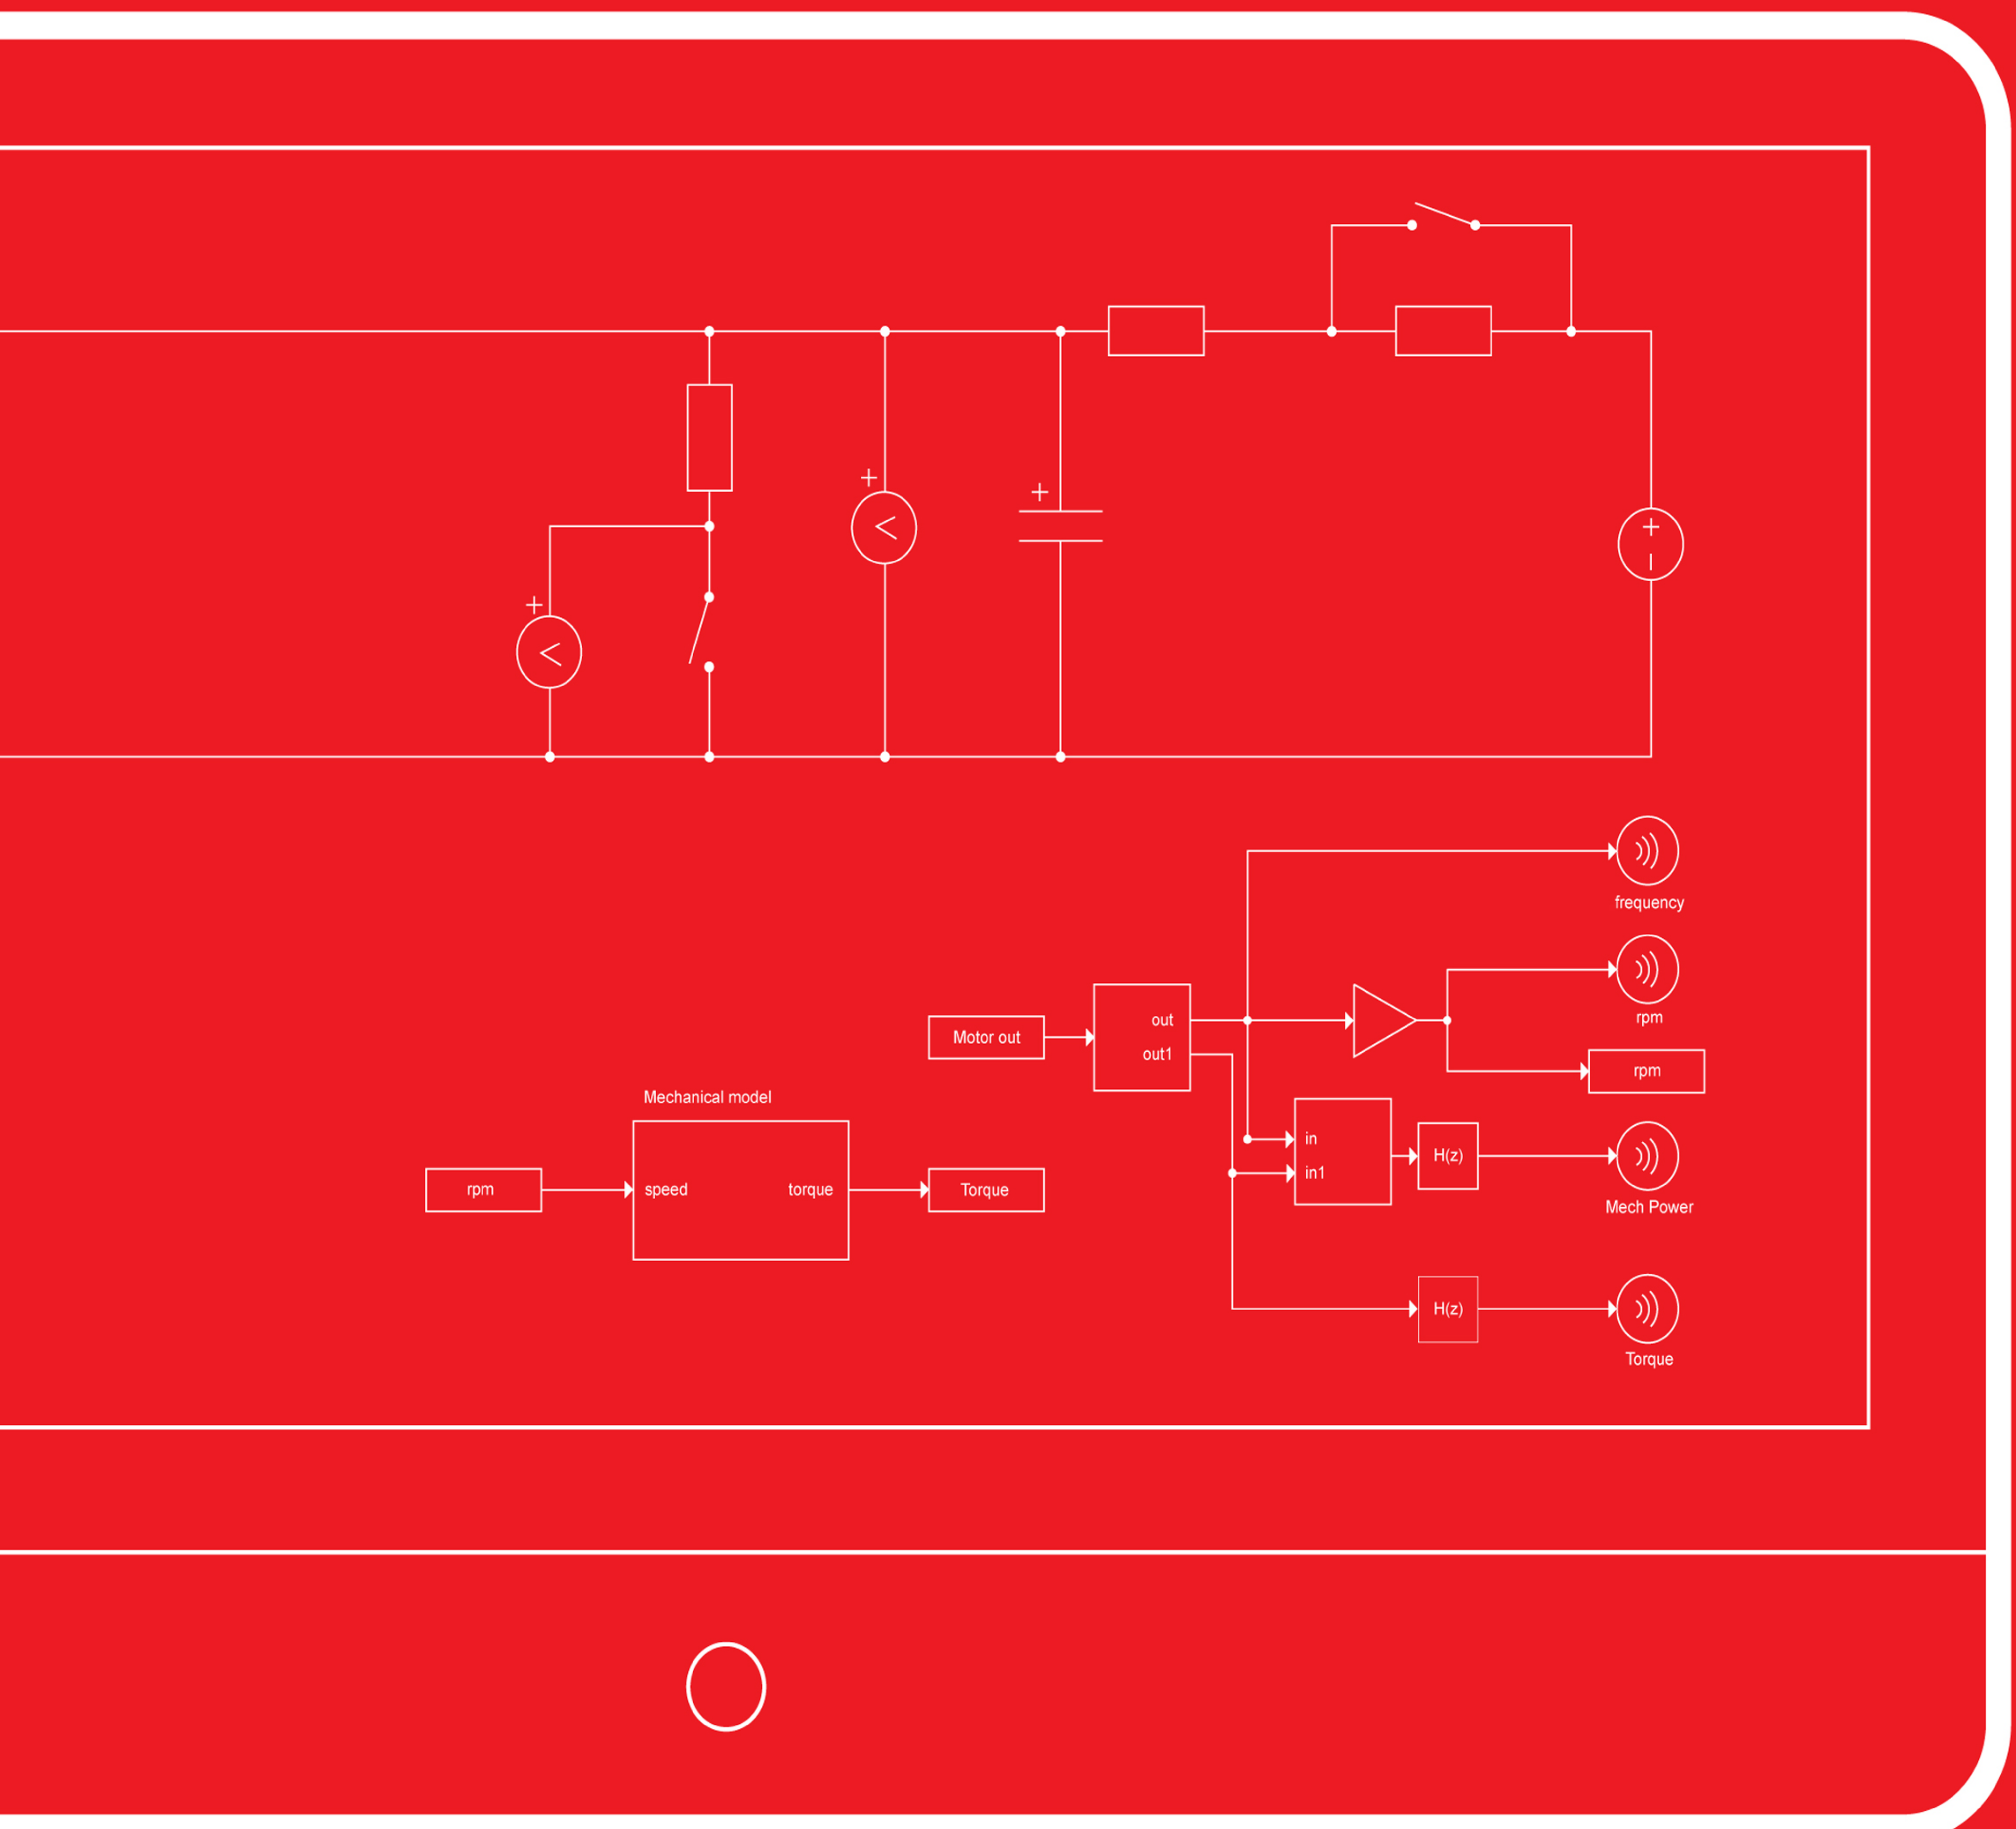 +
+
+
+
−
<
<
frequency
rpm
out
Motor out
out1
rpm
Mechanical model
in
H(z)
in1
rpm
speed
torque
Torque
Mech Power
H(z)
Torque